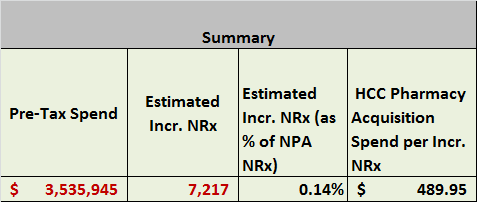 Summary
Pre-Tax Spend
Estimated
Incr. NRx
Estimated
Incr. NRx (as
% of NPA
NRx)
HCC Pharmacy
Acquisition
Spend per Incr.
NRx
$ 3,535,945
7,217
0.14%
$ 489.95